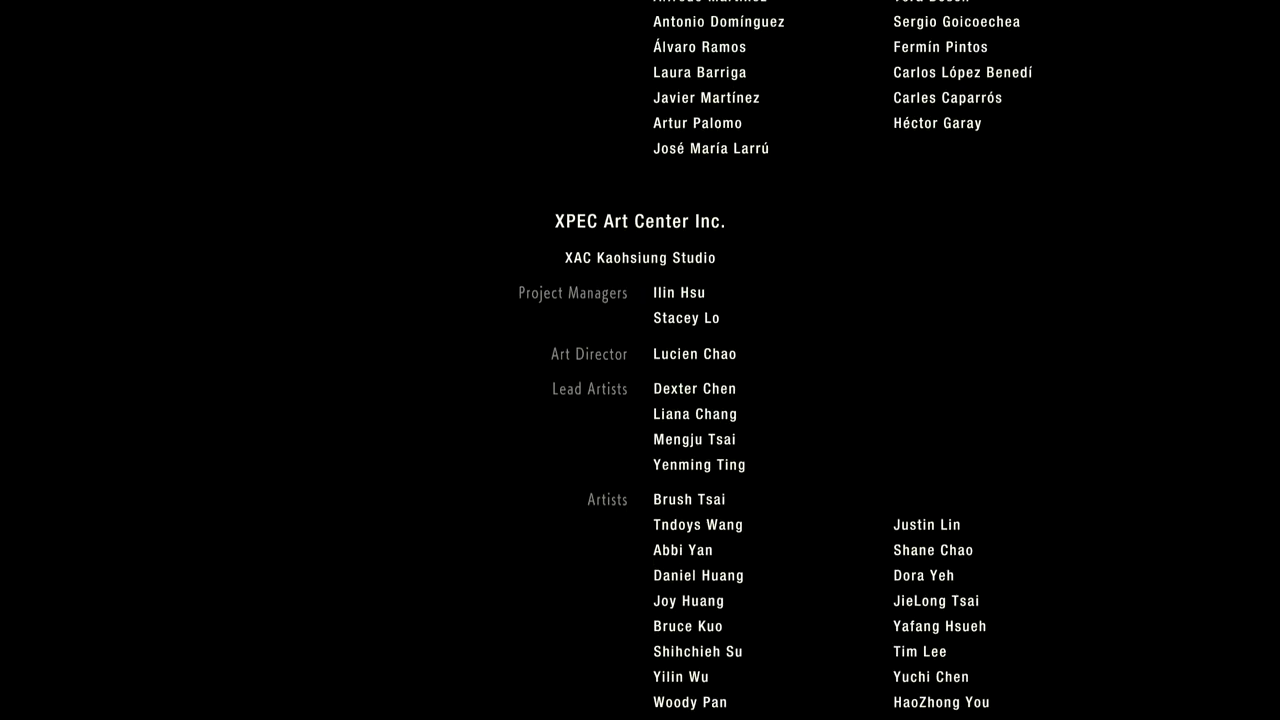 Antonio Domínguez Sergio Goicoechea
Álvaro Ramos Fermín Pintos
Laura Barriga Carlos López Benedí
Javier Martínez Carles Caparrós
Artur Palomo Héctor Garay
José María Larrú
XPEC Art Center Inc.
XAC Kaohsiung Studio
Project Managers Ilin Hsu
Stacey Lo
Art Director Lucien Chao
Lead Artists Dexter Chen
Liana Chang
Mengju Tsai
Yenming Ting
Artists Brush Tsai
Tndoys Wang Justin Lin
Abbi Yan Shane Chao
Daniel Huang Dora Yeh
Joy Huang JieLong Tsai
Bruce Kuo Yafang Hsueh
Shihchieh Su Tim Lee
Yilin Wu Yuchi Chen
Woody Pan HaoZhong You